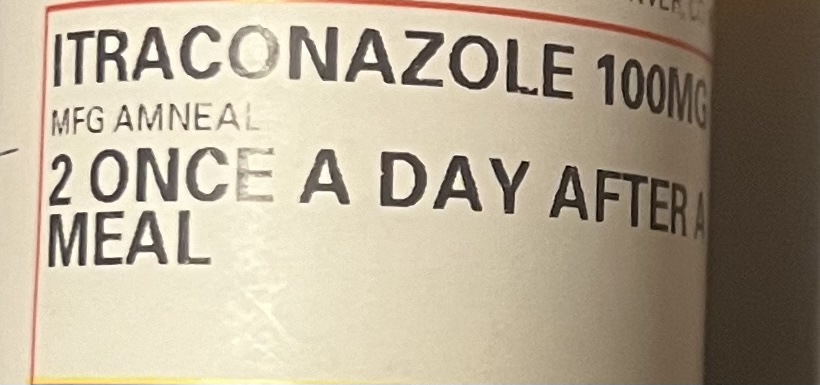 ITRACONAZOLE 100MG
MFG AMNEAL
2 ONCE A DAY AFTER A
MEAL